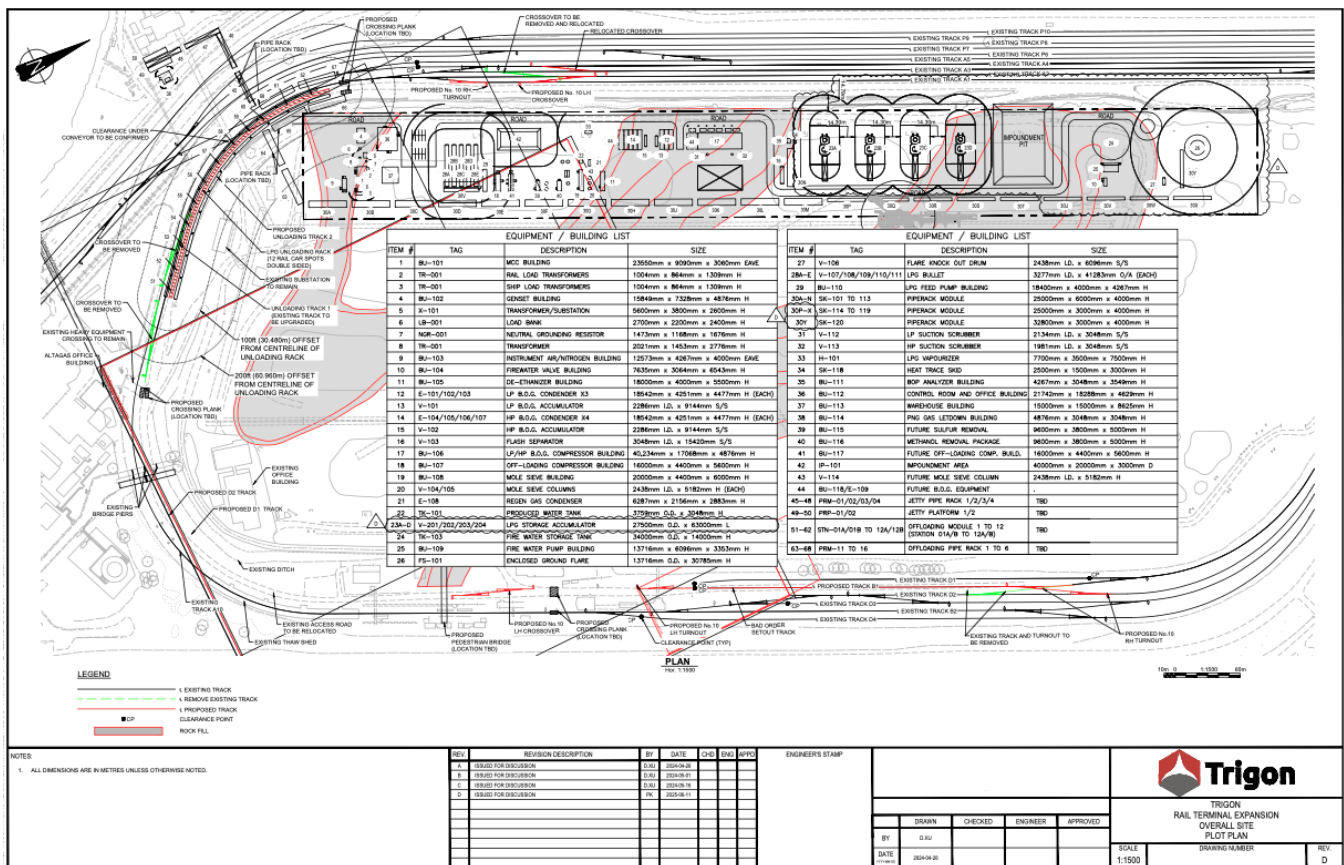 CROSSOVER TO BE
REMOVED AND RELOCATED
RELOCATED CROSSOVER
PROPOSED
CROSSING PLANK
(LOCATION TBD)
PIPE RACK
(LOCATION TBD)
EXISTING TRACK P10
EXISTING TRACK P9
EXISTING TRACK P8
EXISTING TRACK P7
EXISTING TRACK P6
EXISTING TRACK A5
EXISTING TRACK A4
EXISTING TRACK A3
EXISTING TRACK A1
PROPOSED No. 10 RH
TURNOUT
PROPOSED No. 10 LH
CROSSOVER
CLEARANCE UNDER
CONVEYOR TO BE CONFIRMED
PIPE RACK
(LOCATION TBD)
ROAD
ROAD
ROAD
ROAD
IMPOUNDMENT
PIT
14.30m
14.30m
14.30m
CROSSOVER TO
BE REMOVED
PROPOSED
UNLOADING TRACK 2
LPG UNLOADING RACK
(12 RAIL CAR SPOTS
DOUBLE SIDED)
EXISTING SUBSTATION
TO REMAIN
CROSSOVER TO
BE REMOVED
UNLOADING TRACK 1
(EXISTING TRACK TO
BE UPGRADED)
EXISTING HEAVY EQUIPMENT
CROSSING TO REMAIN
ALTAGAS OFFICE
BUILDING
100ft (30.480m) OFFSET
FROM CENTRELINE OF
UNLOADING RACK
200ft (60.960m) OFFSET
FROM CENTRELINE OF
UNLOADING RACK
PROPOSED
CROSSING PLANK
(LOCATION TBD)
EXISTING
OFFICE
BUILDING
PROPOSED D2 TRACK
PROPOSED D1 TRACK
EXISTING
BRIDGE PIERS
EXISTING DITCH
EXISTING
TRACK A10
EXISTING ACCESS ROAD
TO BE RELOCATED
EXISTING THAW SHED
EQUIPMENT / BUILDING LIST
ITEM # TAG DESCRIPTION SIZE
1 BU-101 MCC BUILDING 23550mm x 9090mm x 3060mm EAVE
2 TR-001 RAIL LOAD TRANSFORMERS 1004mm x 864mm x 1309mm H
3 TR-001 SHIP LOAD TRANSFORMERS 1004mm x 864mm x 1309mm H
4 BU-102 GENSET BUILDING 15849mm x 7328mm x 4876mm H
5 X-101 TRANSFORMER/SUBSTATION 5600mm x 3800mm x 2600mm H
6 LB-001 LOAD BANK 2700mm x 2200mm x 2400mm H
7 NGR-001 NEUTRAL GROUNDING RESISTOR 1473mm x 1168mm x 1676mm H
8 TR-001 TRANSFORMER 2021mm x 1453mm x 2776mm H
9 BU-103 INSTRUMENT AIR/NITROGEN BUILDING 12573mm x 4267mm x 4000mm EAVE
10 BU-104 FIREWATER VALVE BUILDING 7635mm x 3064mm x 6543mm H
11 BU-105 DE-ETHANIZER BUILDING 18000mm x 4000mm x 5500mm H
12 E-101/102/103 LP B.O.G. CONDENSER X3 18542mm x 4251mm x 4477mm H (EACH)
13 V-101 LP B.O.G. ACCUMULATOR 2286mm I.D. x 9144mm S/S
14 E-104/105/106/107 HP B.O.G. CONDENSER X4 18542mm x 4251mm x 4477mm H (EACH)
15 V-102 HP B.O.G. ACCUMULATOR 2286mm I.D. x 9144mm S/S
16 V-103 FLASH SEPARATOR 3048mm I.D. x 15420mm S/S
17 BU-106 LP/HP B.O.G. COMPRESSOR BUILDING 40,234mm x 17068mm x 4876mm H
18 BU-107 OFF-LOADING COMPRESSOR BUILDING 16000mm x 4400mm x 5600mm H
19 BU-108 MOLE SIEVE BUILDING 20000mm x 4400mm x 6000mm H
20 V-104/105 MOLE SIEVE COLUMNS 2438mm I.D. x 5182mm H (EACH)
21 E-108 REGEN GAS CONDENSER 6287mm x 2156mm x 2883mm H
22 TK-101 PRODUCED WATER TANK 3759mm O.D. x 3048mm H
23A-D V-201/202/203/204 LPG STORAGE ACCUMULATOR 27500mm O.D. x 63000mm L
24 TK-103 FIRE WATER STORAGE TANK 34000mm O.D. x 14000mm H
25 BU-109 FIRE WATER PUMP BUILDING 13716mm x 6096mm x 3353mm H
26 FS-101 ENCLOSED GROUND FLARE 13716mm O.D. x 30785mm H
EQUIPMENT / BUILDING LIST
ITEM # TAG DESCRIPTION SIZE
27 V-106 FLARE KNOCK OUT DRUM 2438mm I.D. x 6096mm S/S
28A-E V-107/108/109/110/111 LPG BULLET 3277mm I.D. x 41283mm O/A (EACH)
29 BU-110 LPG FEED PUMP BUILDING 18400mm x 4000mm x 4267mm H
30A-N SK-101 TO 113 PIPERACK MODULE 25000mm x 6000mm x 4000mm H
30P-X SK-114 TO 119 PIPERACK MODULE 25000mm x 3000mm x 4000mm H
30Y SK-120 PIPERACK MODULE 32800mm x 3000mm x 4000mm H
31 V-112 LP SUCTION SCRUBBER 2134mm I.D. x 3048mm S/S
32 V-113 HP SUCTION SCRUBBER 1981mm I.D. x 3048mm S/S
33 H-101 LPG VAPOURIZER 7700mm x 3500mm x 7500mm H
34 SK-118 HEAT TRACE SKID 2500mm x 1500mm x 3000mm H
35 BU-111 BOP ANALYZER BUILDING 4267mm x 3048mm x 3549mm H
36 BU-112 CONTROL ROOM AND OFFICE BUILDING 21742mm x 18288mm x 4629mm H
37 BU-113 WAREHOUSE BUILDING 15000mm x 15000mm x 8625mm H
38 BU-114 PNG GAS LETDOWN BUILDING 4876mm x 3048mm x 3048mm H
39 BU-115 FUTURE SULFUR REMOVAL 9600mm x 3800mm x 5000mm H
40 BU-116 METHANOL REMOVAL PACKAGE 9600mm x 3800mm x 5000mm H
41 BU-117 FUTURE OFF-LOADING COMP. BUILD. 16000mm x 4400mm x 5600mm H
42 IP-101 IMPOUNDMENT AREA 40000mm x 20000mm x 3000mm D
43 V-114 FUTURE MOLE SIEVE COLUMN 2438mm I.D. x 5182mm H
44 BU-118/E-109 FUTURE B.O.G. EQUIPMENT .
45-48 PRM-01/02/03/04 JETTY PIPE RACK 1/2/3/4 TBD
49-50 PRP-01/02 JETTY PLATFORM 1/2 TBD
51-62 STN-01A/01B TO 12A/12B OFFLOADING MODULE 1 TO 12
(STATION 01A/B TO 12A/B) TBD
63-68 PRM-11 TO 16 OFFLOADING PIPE RACK 1 TO 6 TBD
PROPOSED
PEDESTRIAN BRIDGE
(LOCATION TBD)
PROPOSED No.10
LH CROSSOVER
PROPOSED
CROSSING PLANK
(LOCATION TBD)
CP
PROPOSED TRACK B1
EXISTING TRACK D1
EXISTING TRACK D2
EXISTING TRACK D3
EXISTING TRACK B2
EXISTING TRACK D4
CP
CP
CP
PROPOSED No.10
LH TURNOUT
CLEARANCE POINT (TYP)
BAD ORDER
SETOUT TRACK
EXISTING TRACK AND TURNOUT TO
BE REMOVED
PROPOSED No.10
RH TURNOUT
PLAN
Hor. 1:1500
10m 0 1:1500 60m
LEGEND
EXISTING TRACK
REMOVE EXISTING TRACK
PROPOSED TRACK
CP CLEARANCE POINT
ROCK FILL
NOTES:
1. ALL DIMENSIONS ARE IN METRES UNLESS OTHERWISE NOTED.
REV. REVISION DESCRIPTION BY DATE CHD ENG APPD
A ISSUED FOR DISCUSSION D.XU 2024-04-26
B ISSUED FOR DISCUSSION D.XU 2024-05-01
C ISSUED FOR DISCUSSION D.XU 2024-05-16
D ISSUED FOR DISCUSSION PK 2025-06-11
ENGINEER'S STAMP
DRAWN CHECKED ENGINEER APPROVED
BY D.XU
DATE 2024-04-26
Trigon
TRIGON
RAIL TERMINAL EXPANSION
OVERALL SITE
PLOT PLAN
SCALE DRAWING NUMBER REV.
1:1500 D